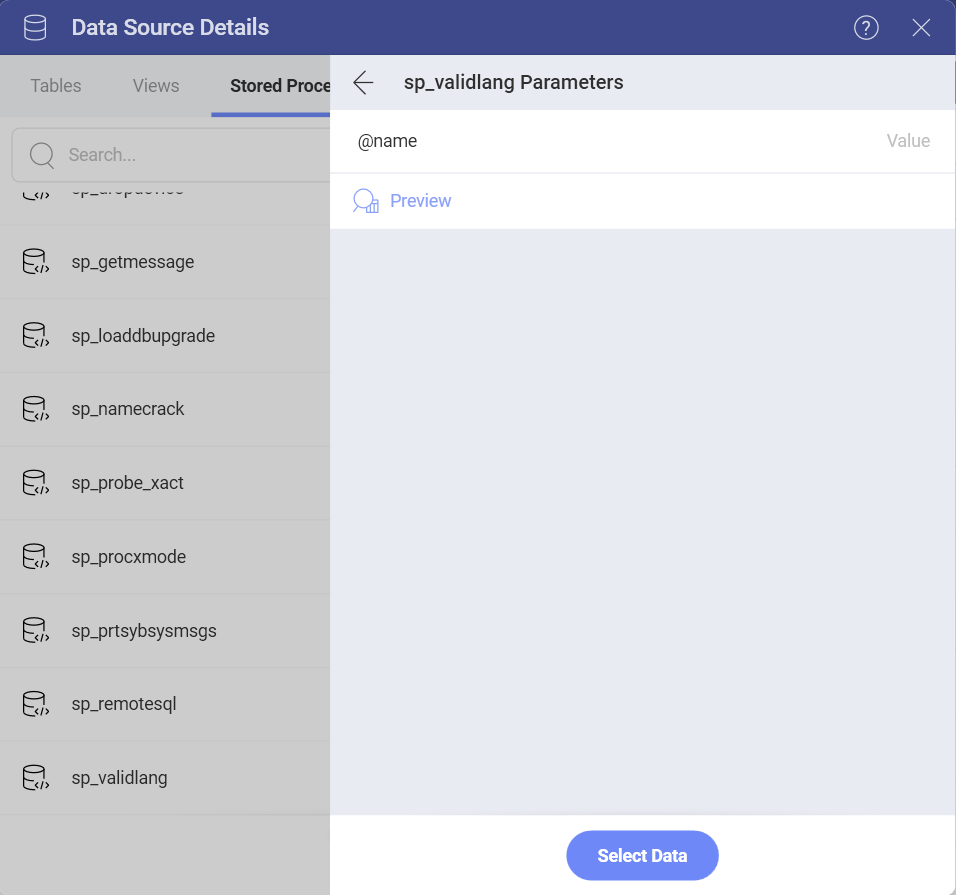 Data Source Details
?
Tables Views Stored Proce
Search...
sp_getmessage
sp_loaddbupgrade
sp_namecrack
sp_probe_xact
sp_procxmode
sp_prtsybsysmsgs
sp_remotesql
sp_validlang
sp_validlang Parameters
@name Value
Preview
Select Data